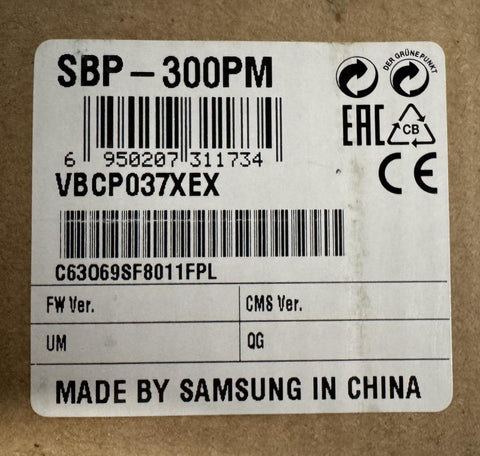 SBP-300PM
DER GRÜNE PUNKT
EAC
CB
6 950207 311734
VBCP037XEX
CE
C63069SF8011FPL
FW Ver.
CMS Ver.
UM
QG
MADE BY SAMSUNG IN CHINA